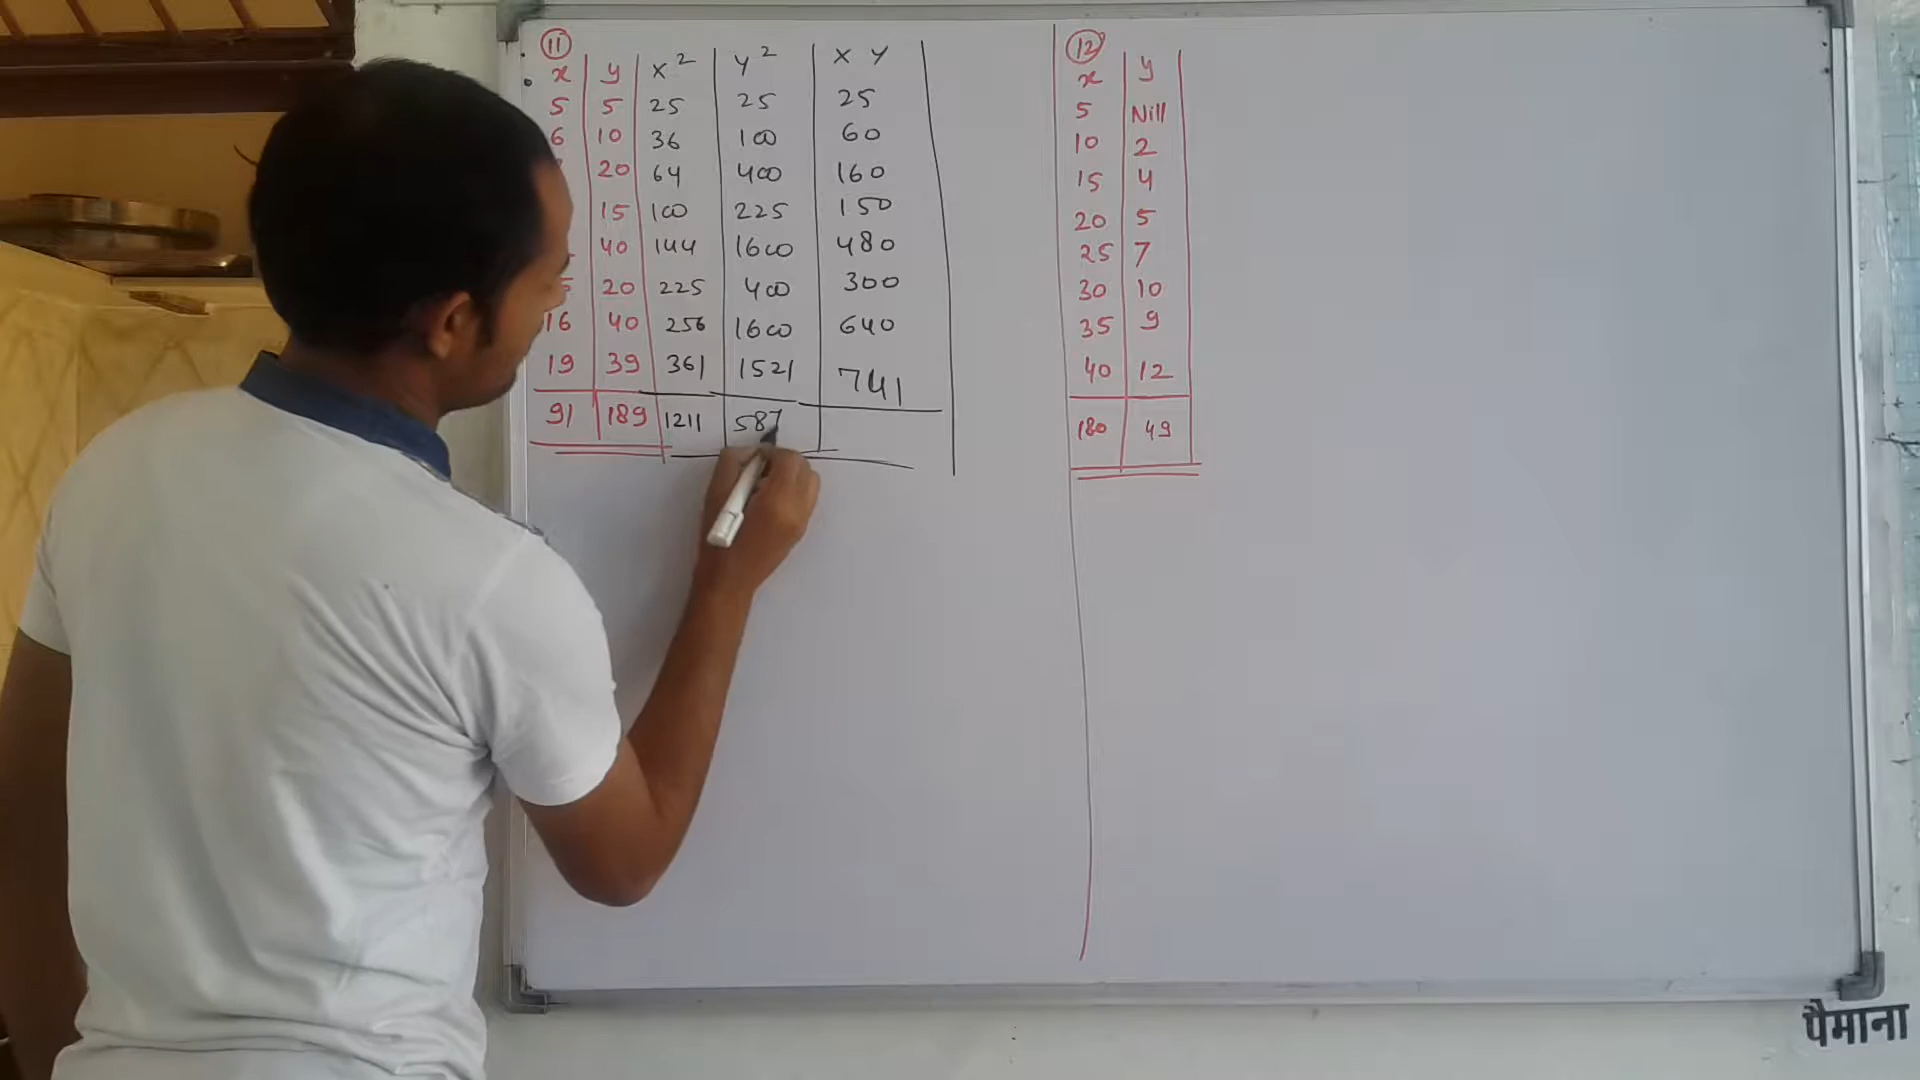 11
x y x² y² x y
5 5 25 25 25
6 10 36 100 60
20 64 400 160
15 100 225 150
40 144 1600 480
20 225 400 300
16 40 256 1600 640
19 39 361 1521 741
91 189 1211 587
12
x y
5 Nill
10 2
15 4
20 5
25 7
30 10
35 9
40 12
180 49
पैमाना